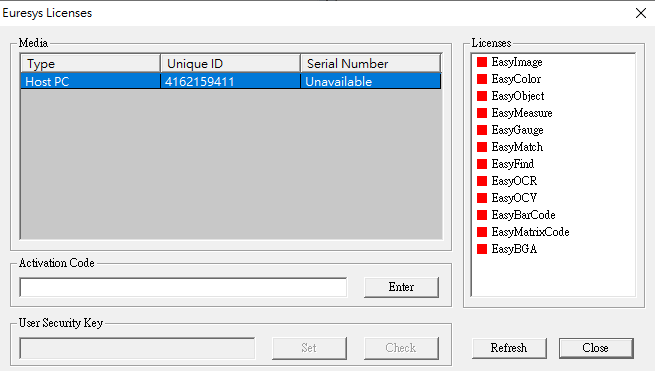 Euresys Licenses
Media
Type Unique ID Serial Number
Host PC 4162159411 Unavailable
Licenses
EasyImage
EasyColor
EasyObject
EasyMeasure
EasyGauge
EasyMatch
EasyFind
EasyOCR
EasyOCV
EasyBarCode
EasyMatrixCode
EasyBGA
Activation Code
Enter
User Security Key
Set Check
Refresh Close